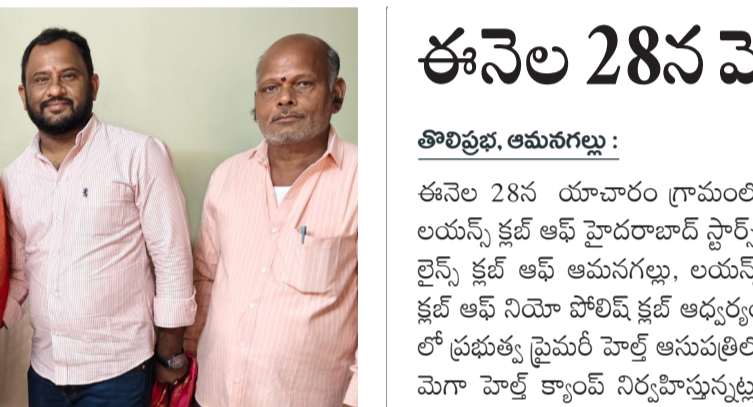 ఈనెల 28న
తొలిప్రభ, ఆమనగల్లు :
ఈనెల 28న యాచారం గ్రామంలో
లయన్స్ క్లబ్ ఆఫ్ హైదరాబాద్ స్టార్స్
లైన్స్ క్లబ్ ఆఫ్ ఆమనగల్లు, లయన్స్
క్లబ్ ఆఫ్ నియో పోలిష్ క్లబ్ ఆధ్వర్యం
లో ప్రభుత్వ ప్రైమరీ హెల్త్ ఆసుపత్రిలో
మెగా హెల్త్ క్యాంప్ నిర్వహిస్తున్నట్లు